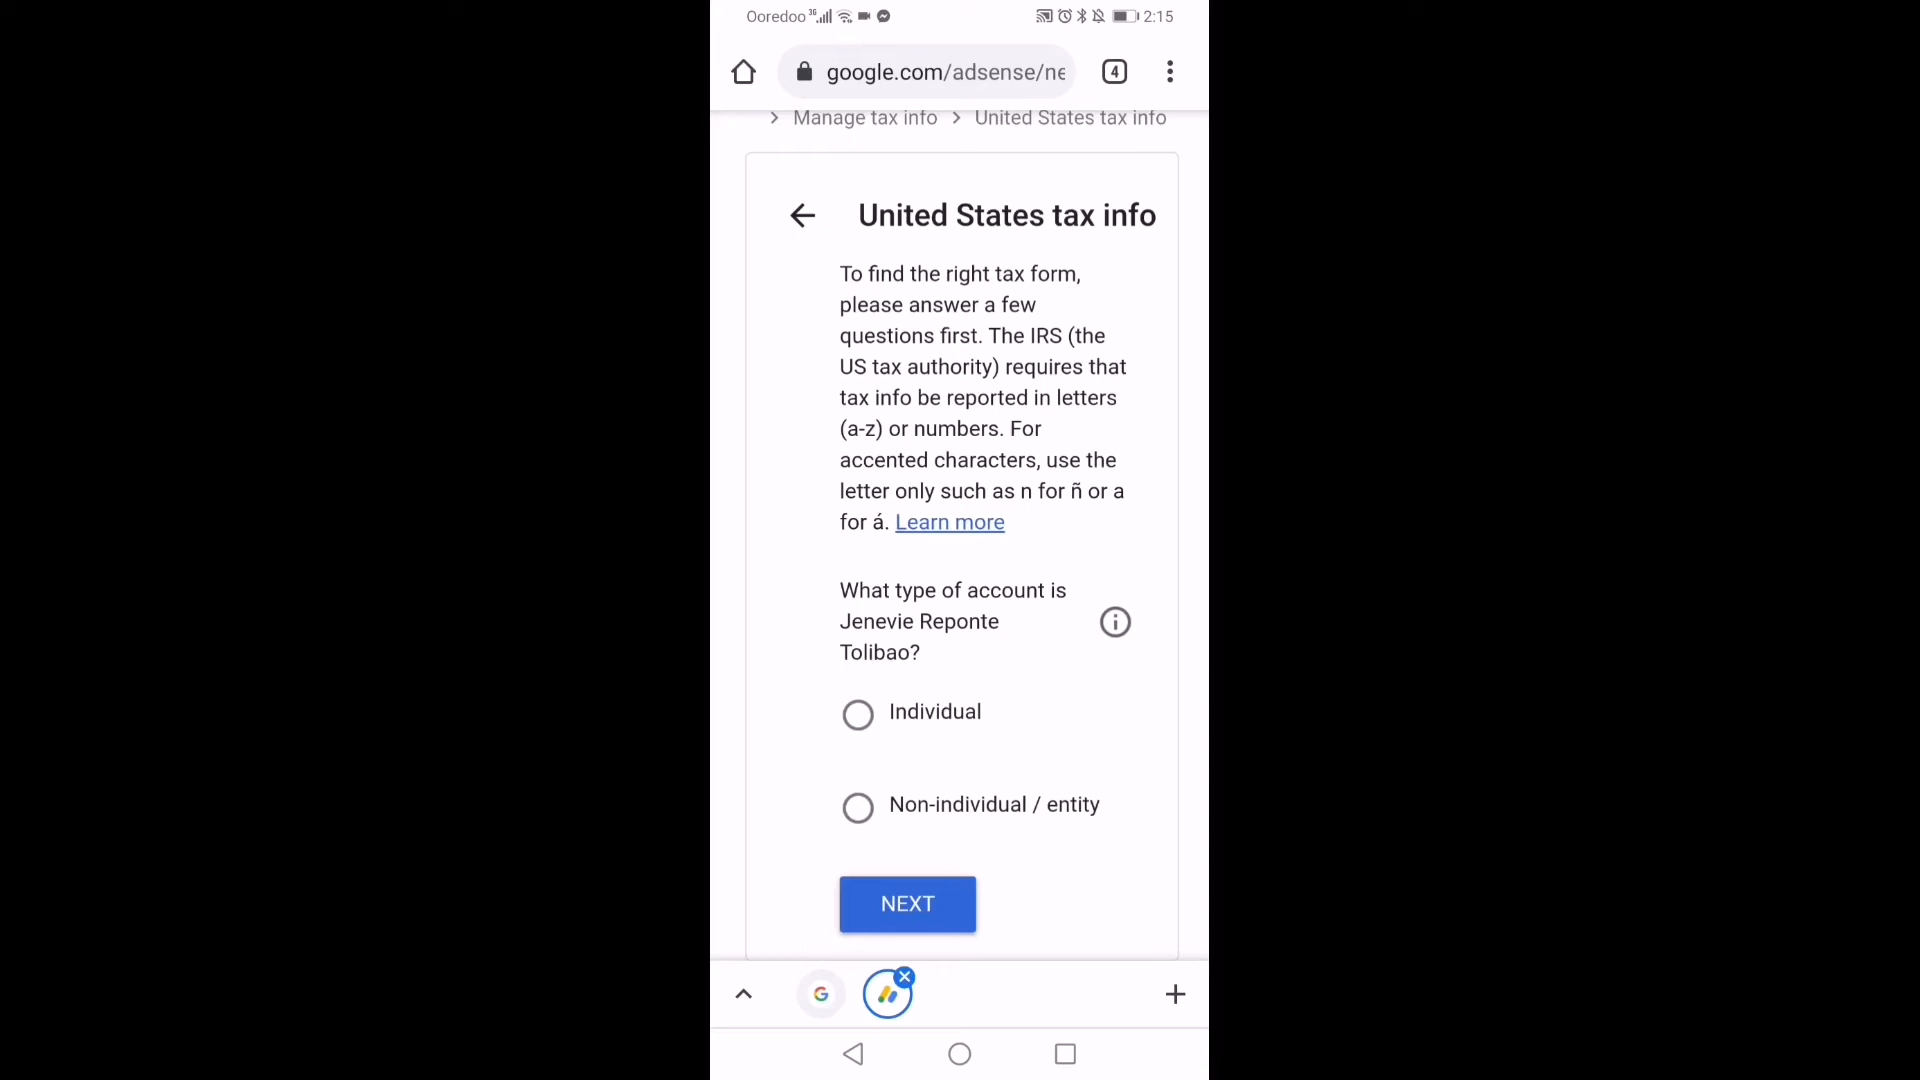 Ooredoo 3G 2:15
google.com/adsense/ne 4
> Manage tax info > United States tax info
United States tax info
To find the right tax form,
please answer a few
questions first. The IRS (the
US tax authority) requires that
tax info be reported in letters
(a-z) or numbers. For
accented characters, use the
letter only such as n for ñ or a
for á. Learn more
What type of account is
Jenevie Reponte
Tolibao?
Individual
Non-individual / entity
NEXT